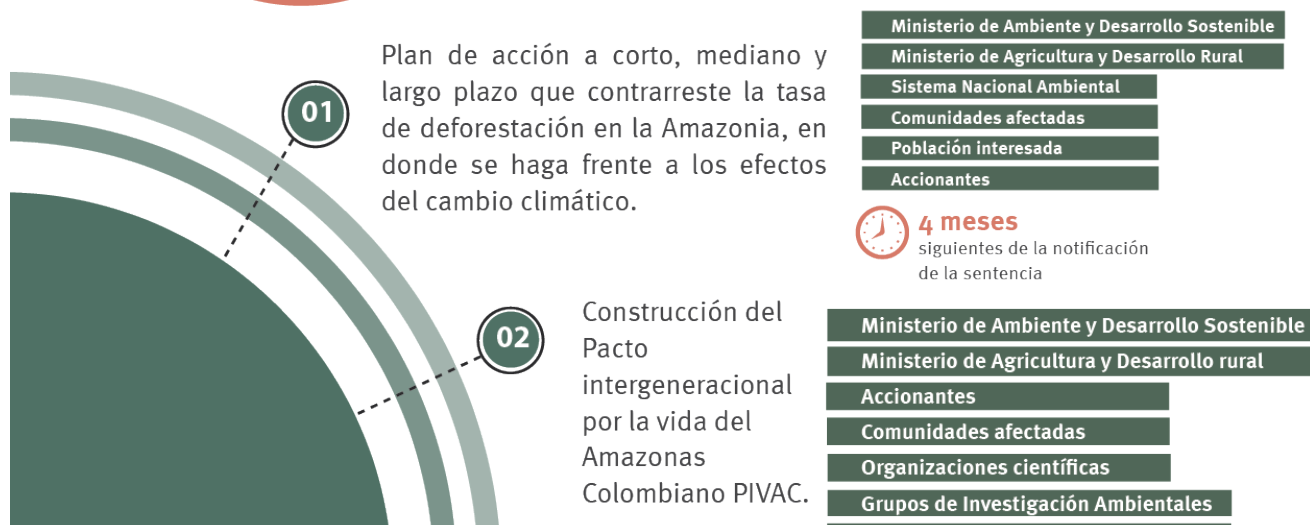 01
Plan de acción a corto, mediano y
largo plazo que contrarreste la tasa
de deforestación en la Amazonia, en
donde se haga frente a los efectos
del cambio climático.
Ministerio de Ambiente y Desarrollo Sostenible
Ministerio de Agricultura y Desarrollo Rural
Sistema Nacional Ambiental
Comunidades afectadas
Población interesada
Accionantes
4 meses
siguientes de la notificación
de la sentencia
02
Construcción del
Pacto
intergeneracional
por la vida del
Amazonas
Colombiano PIVAC.
Ministerio de Ambiente y Desarrollo Sostenible
Ministerio de Agricultura y Desarrollo rural
Accionantes
Comunidades afectadas
Organizaciones científicas
Grupos de Investigación Ambientales